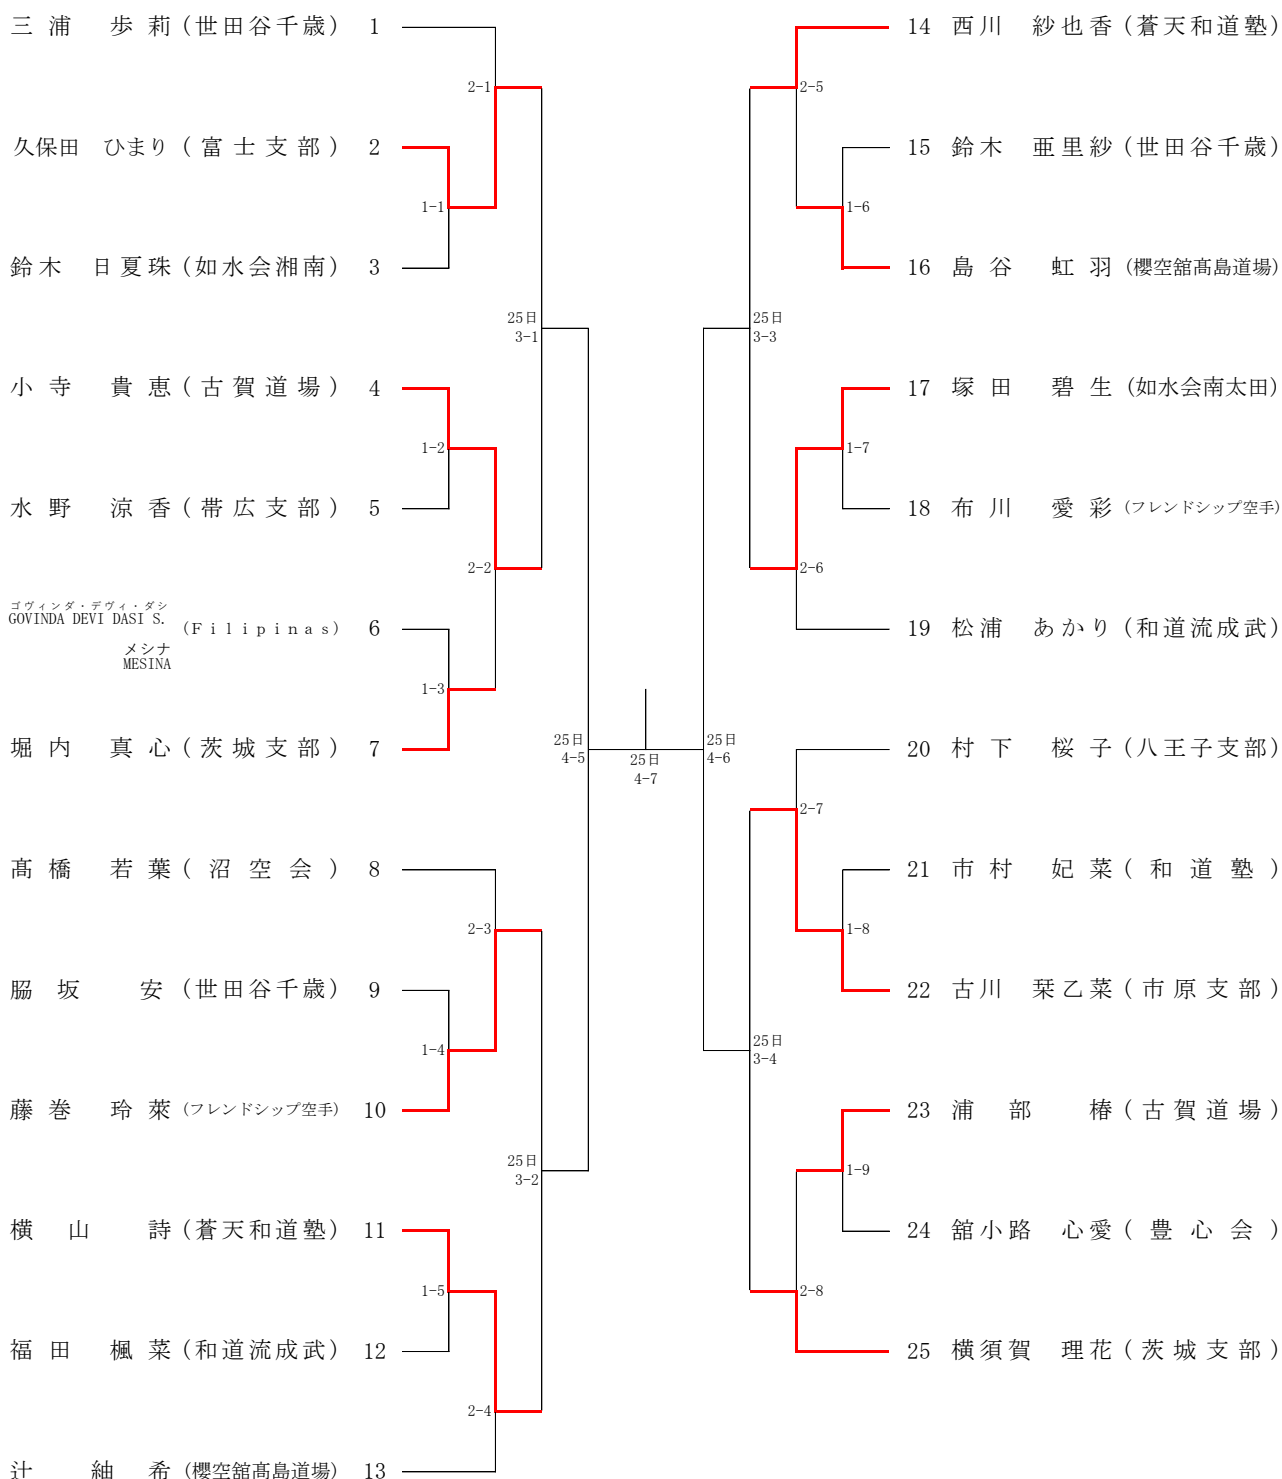 三浦 歩莉 (世田谷千歳) 1
2-1
久保田 ひまり (富士支部) 2
1-1
鈴木 日夏珠 (如水会湘南) 3
25日
3-1
小寺 貴恵 (古賀道場) 4
1-2
水野 涼香 (帯広支部) 5
2-2
ゴヴィンダ・デヴィ・ダシ
GOVINDA DEVI DASI S.
(Filipinas) 6
メシナ
MESINA
1-3
堀内 真心 (茨城支部) 7
25日
4-5
髙橋 若葉 (沼空会) 8
2-3
脇坂 安 (世田谷千歳) 9
1-4
藤巻 玲菜 (フレンドシップ空手) 10
25日
3-2
横山 詩 (蒼天和道塾) 11
1-5
福田 楓菜 (和道流成武) 12
2-4
辻 紬希 (櫻空舘髙島道場) 13
25日
4-7
14 西川 紗也香 (蒼天和道塾)
2-5
15 鈴木 亜里紗 (世田谷千歳)
1-6
16 島谷 虹羽 (櫻空舘髙島道場)
25日
3-3
17 塚田 碧生 (如水会南太田)
1-7
18 布川 愛彩 (フレンドシップ空手)
2-6
19 松浦 あかり (和道流成武)
25日
4-6
20 村下 桜子 (八王子支部)
2-7
21 市村 妃菜 (和道塾)
1-8
22 古川 栞乙菜 (市原支部)
25日
3-4
23 浦部 椿 (古賀道場)
1-9
24 舘小路 心愛 (豊心会)
2-8
25 横須賀 理花 (茨城支部)